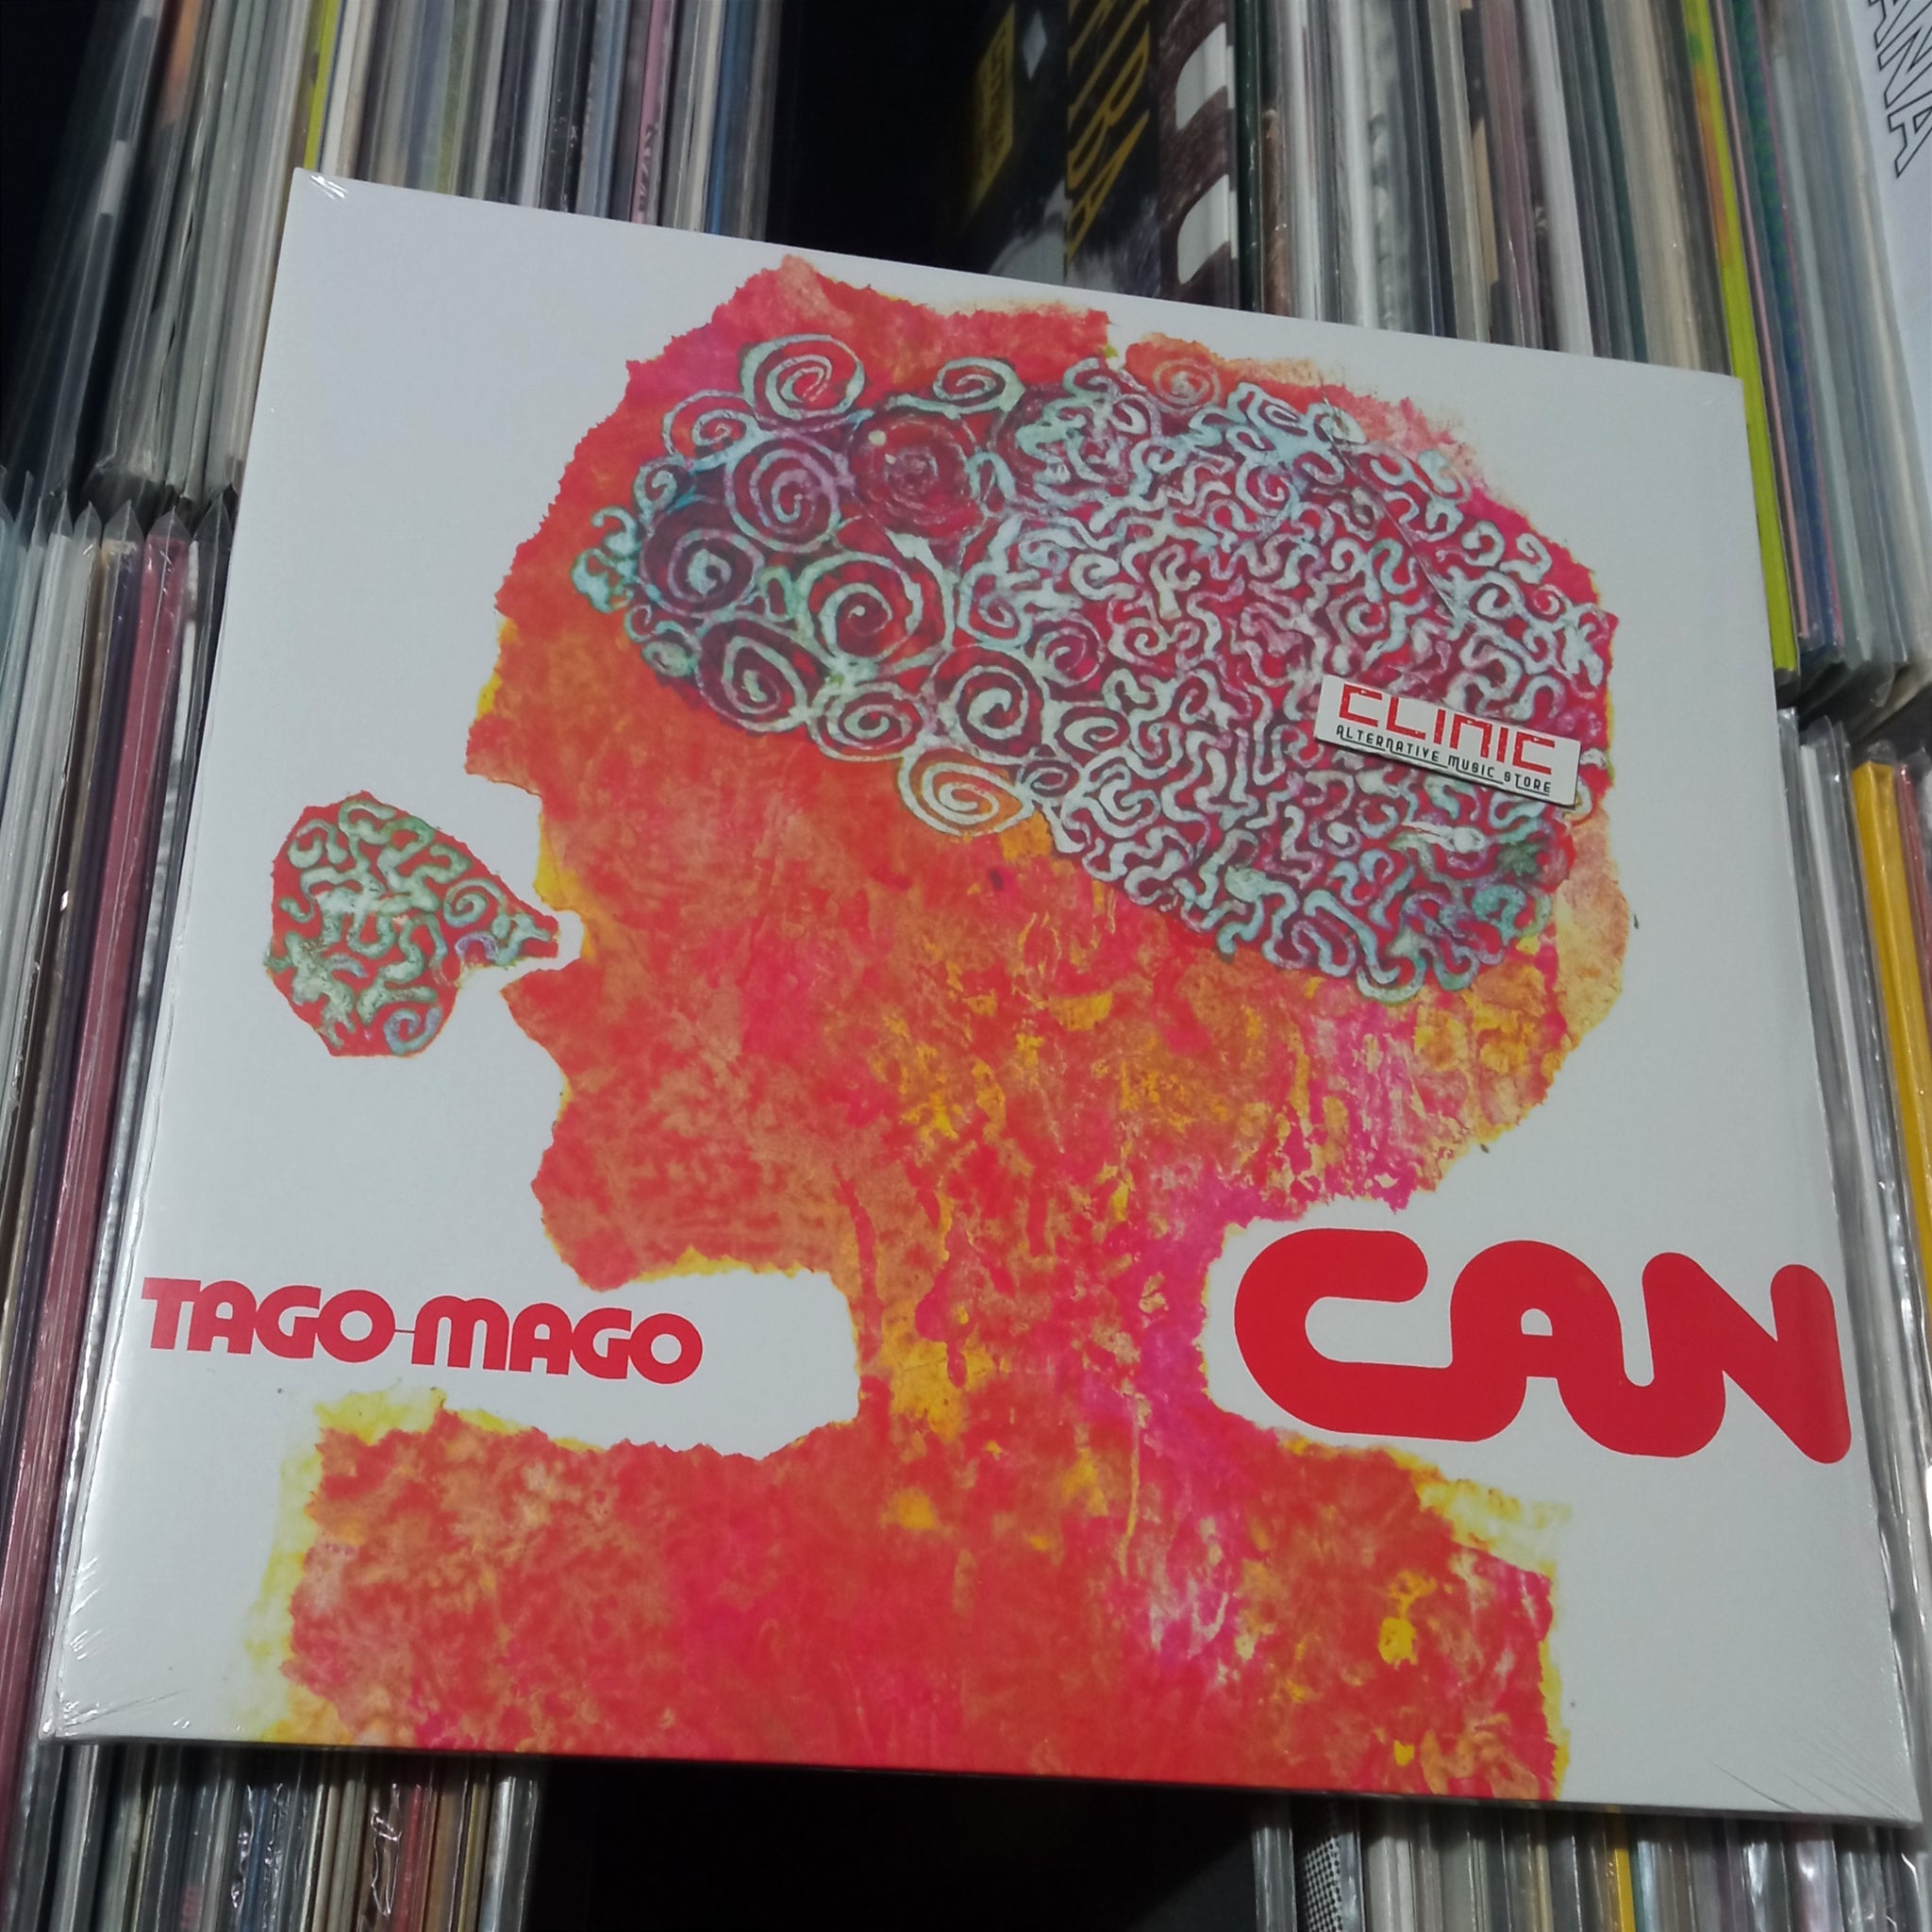 CLINIC
ALTERNATIVE MUSIC STORE
TAGO-MAGO
CAN